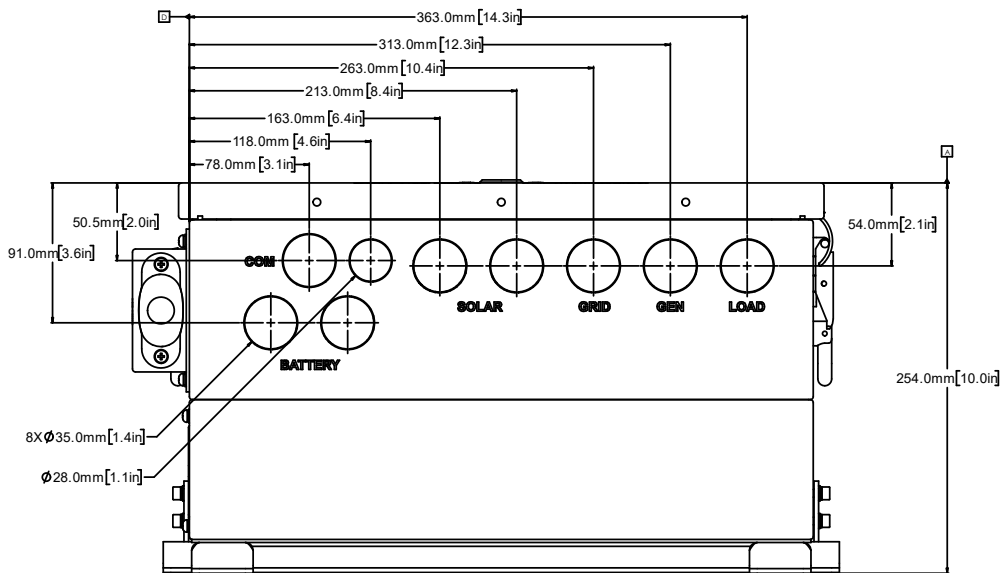 D
363.0mm[14.3in]
313.0mm[12.3in]
263.0mm[10.4in]
213.0mm[8.4in]
163.0mm[6.4in]
118.0mm[4.6in]
78.0mm[3.1in]
A
50.5mm[2.0in]
54.0mm[2.1in]
91.0mm[3.6in]
COM
SOLAR
GRID
GEN
LOAD
BATTERY
254.0mm[10.0in]
8XØ35.0mm[1.4in]
Ø28.0mm[1.1in]